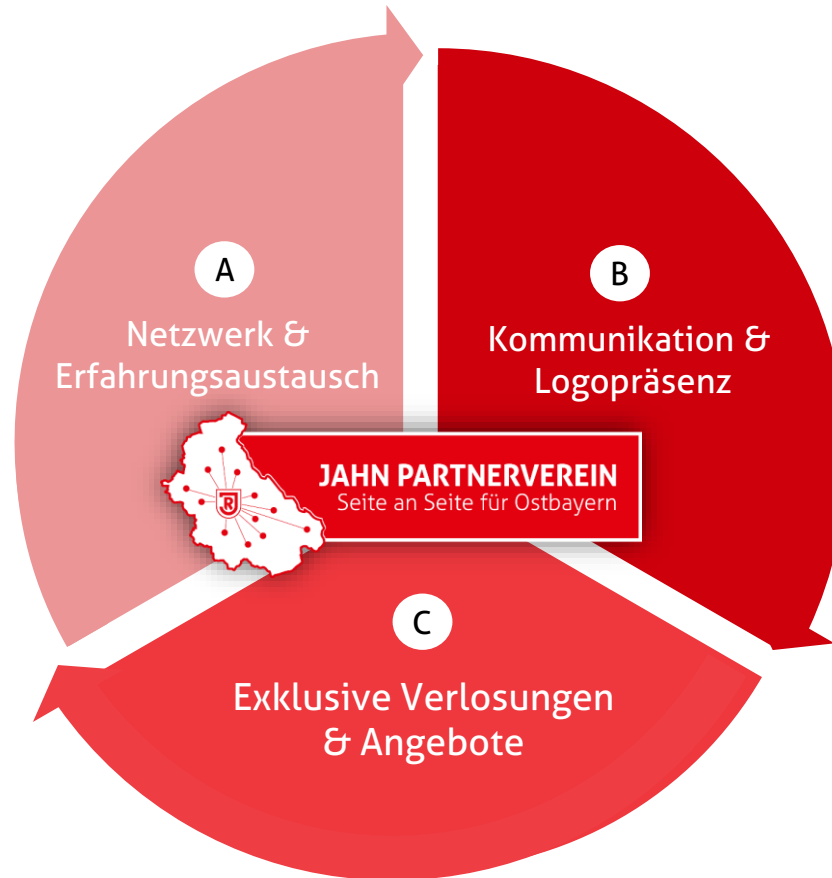 A
Netzwerk &
Erfahrungsaustausch
B
Kommunikation &
Logopräsenz
JAHN PARTNERVEREIN
Seite an Seite für Ostbayern
R
C
Exklusive Verlosungen
& Angebote